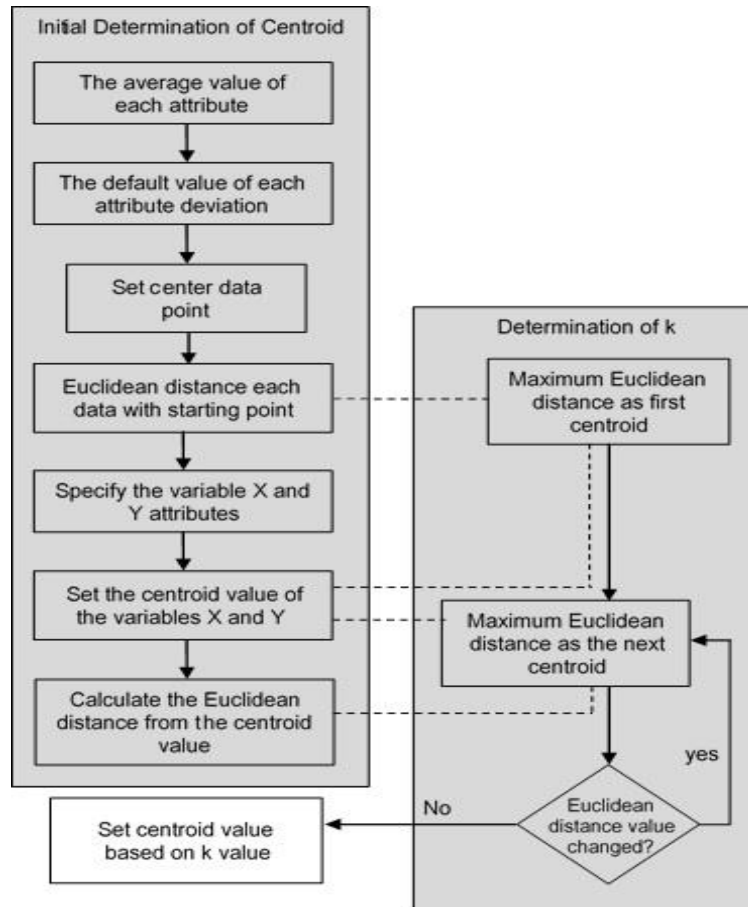 Initial Determination of Centroid
The average value of
each attribute
The default value of each
attribute deviation
Set center data
point
Euclidean distance each
data with starting point
Specify the variable X and
Y attributes
Set the centroid value of
the variables X and Y
Calculate the Euclidean
distance from the centroid
value
Determination of k
Maximum Euclidean
distance as first
centroid
Maximum Euclidean
distance as the next
centroid
yes
Euclidean
distance value
changed?
No
Set centroid value
based on k value